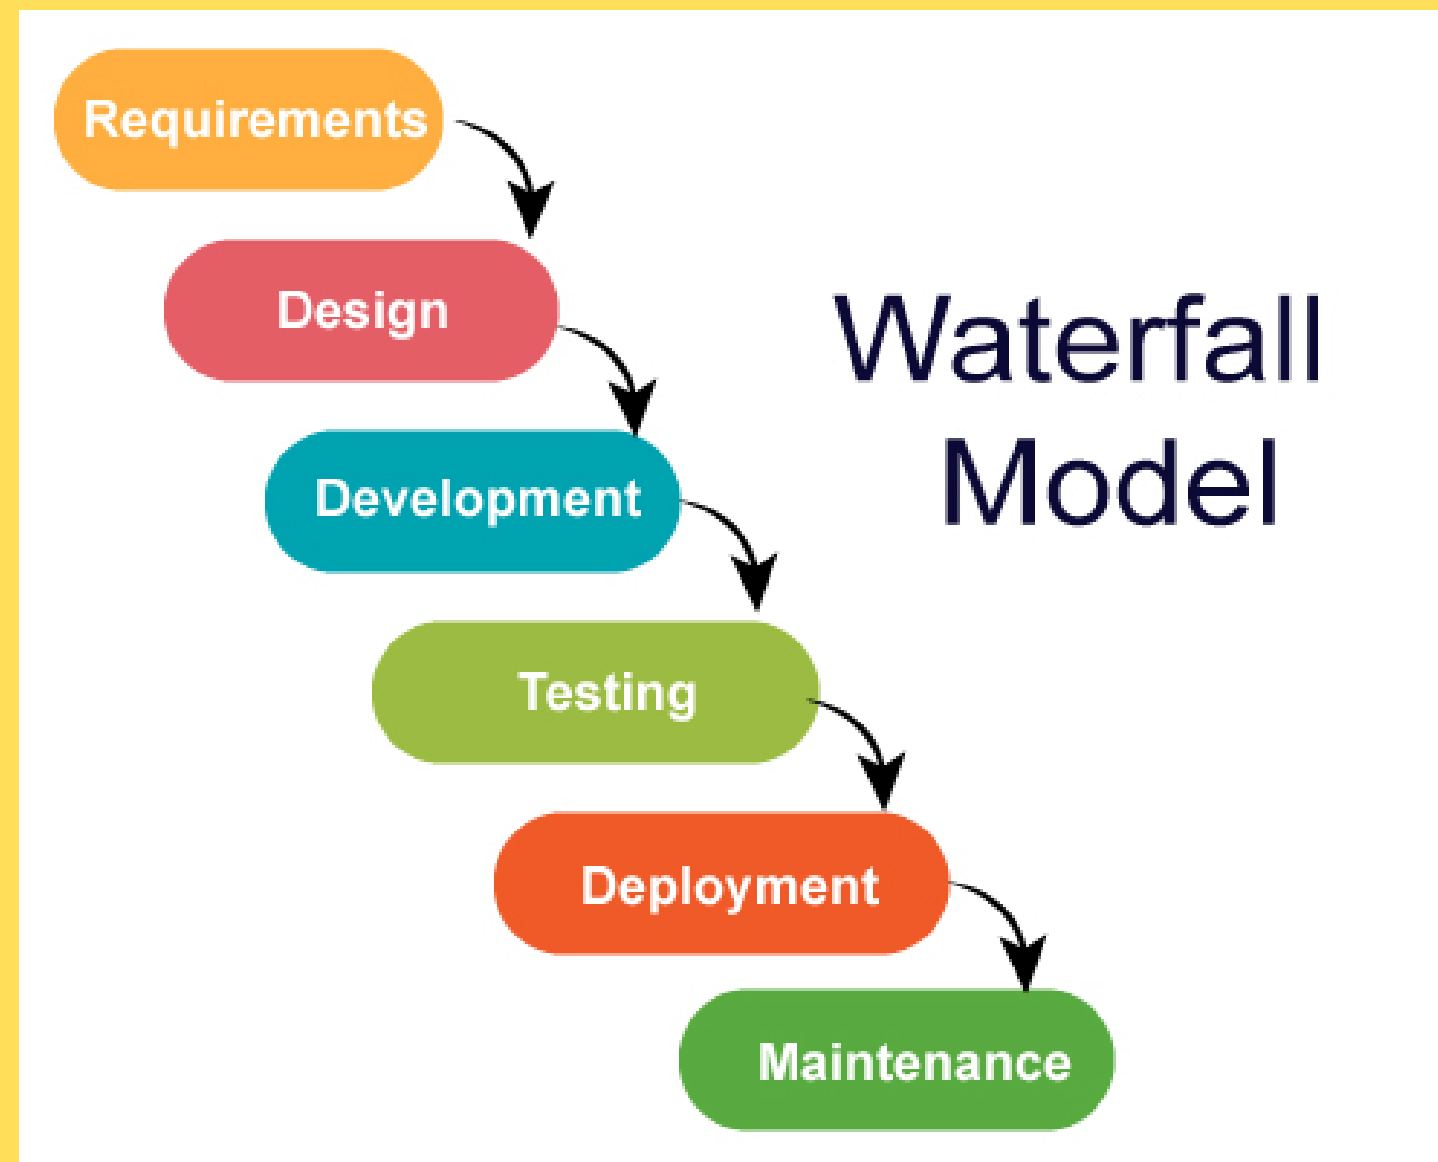 Requirements
Design
Waterfall
Model
Development
Testing
Deployment
Maintenance